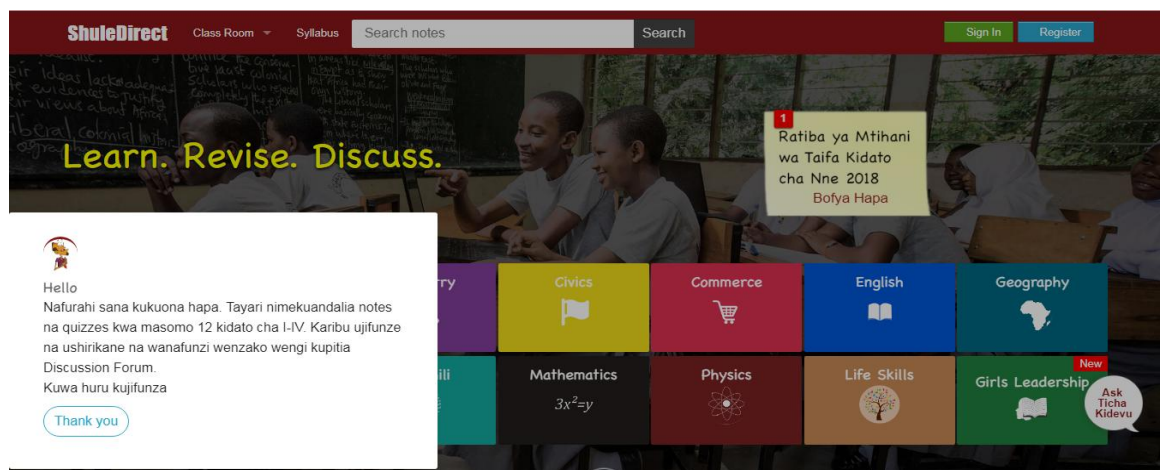 ShuleDirect
Class Room
Syllabus
Search notes
Search
Sign In
Register
Learn. Revise. Discuss.
1
Ratiba ya Mtihani
wa Taifa Kidato
cha Nne 2018
Bofya Hapa
Hello
Nafurahi sana kukuona hapa. Tayari nimekuandalia notes
na quizzes kwa masomo 12 kidato cha I-IV. Karibu ujifunze
na ushirikane na wanafunzi wenzako wengi kupitia
Discussion Forum.
Kuwa huru kujifunza
Thank you
Civics
Commerce
English
Geography
Mathematics
3x²=y
Physics
Life Skills
New
Girls Leadership
Ask
Ticha
Kidevu